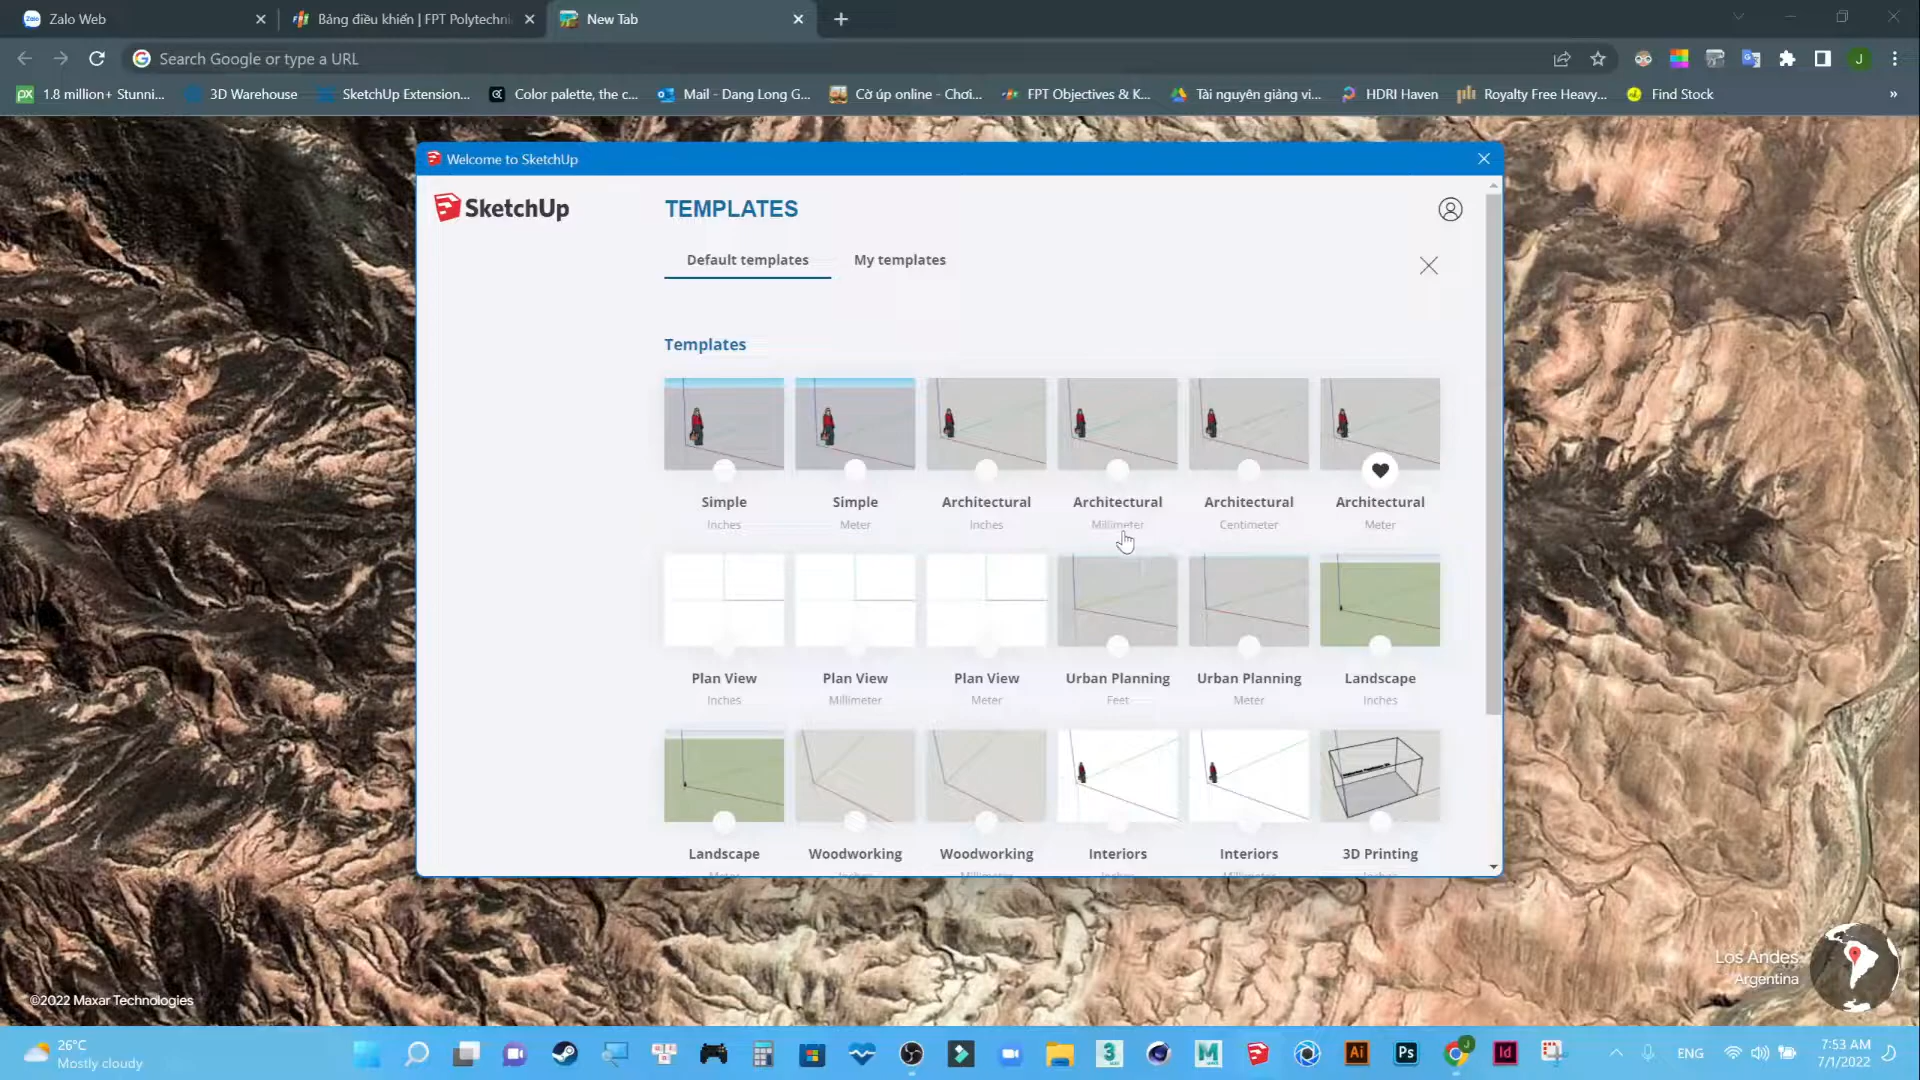 Zalo Web
Bảng điều khiển | FPT Polytechni
New Tab
Search Google or type a URL
J
px 1.8 million+ Stunni...
3D Warehouse
SketchUp Extension...
Color palette, the c...
Mail - Dang Long G...
Cờ úp online - Chơi...
FPT Objectives & K...
Tài nguyên giảng vi...
HDRI Haven
Royalty Free Heavy...
Find Stock
»
Welcome to SketchUp
SketchUp
TEMPLATES
Default templates
My templates
Templates
Simple
Simple
Architectural
Architectural
Architectural
Architectural
Inches
Meter
Inches
Millimeter
Centimeter
Meter
Plan View
Plan View
Plan View
Urban Planning
Urban Planning
Landscape
Inches
Millimeter
Meter
Feet
Meter
Inches
Landscape
Woodworking
Woodworking
Interiors
Interiors
3D Printing
Los Andes
Argentina
©2022 Maxar Technologies
26°C
Mostly cloudy
3
M
Ai
Ps
J
Id
ENG
7:53 AM
7/1/2022